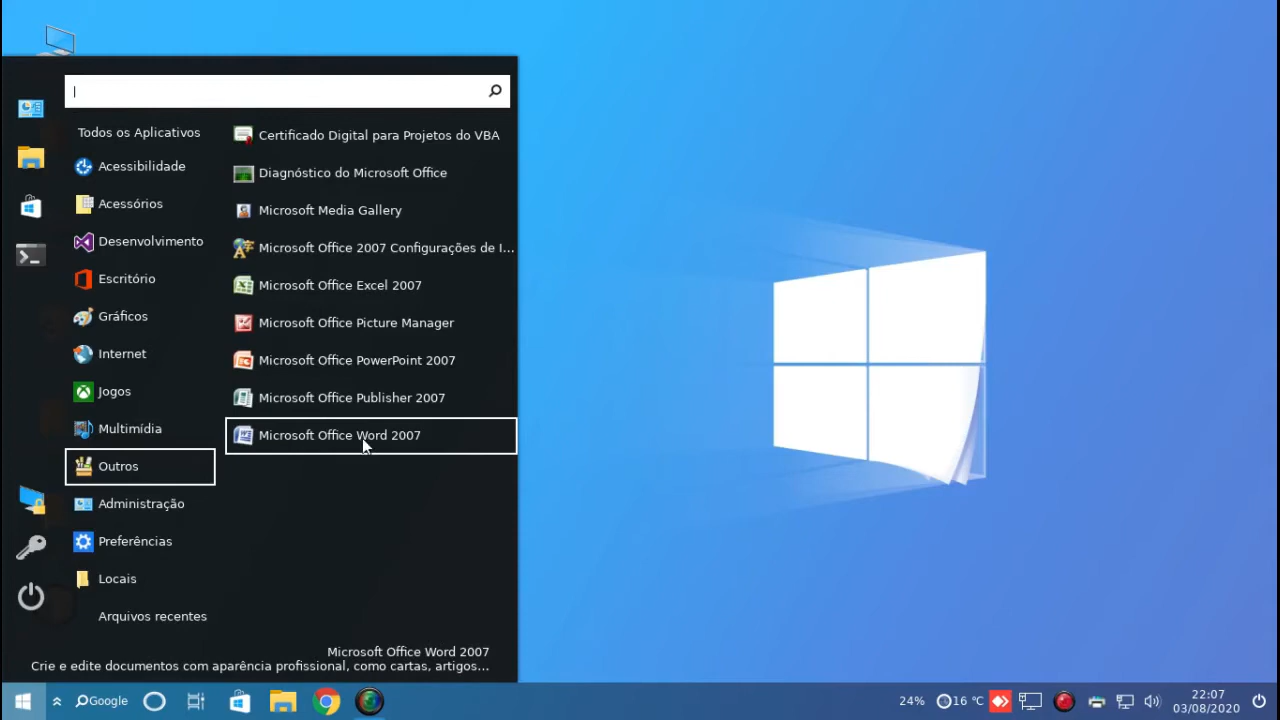 Todos os Aplicativos
Acessibilidade
Acessórios
Desenvolvimento
Escritório
Gráficos
Internet
Jogos
Multimídia
Outros
Administração
Preferências
Locais
Arquivos recentes
Certificado Digital para Projetos do VBA
Diagnóstico do Microsoft Office
Microsoft Media Gallery
Microsoft Office 2007 Configurações de I...
Microsoft Office Excel 2007
Microsoft Office Picture Manager
Microsoft Office PowerPoint 2007
Microsoft Office Publisher 2007
Microsoft Office Word 2007
Microsoft Office Word 2007
Crie e edite documentos com aparência profissional, como cartas, artigos...
Google
24%
16 ℃
22:07
03/08/2020